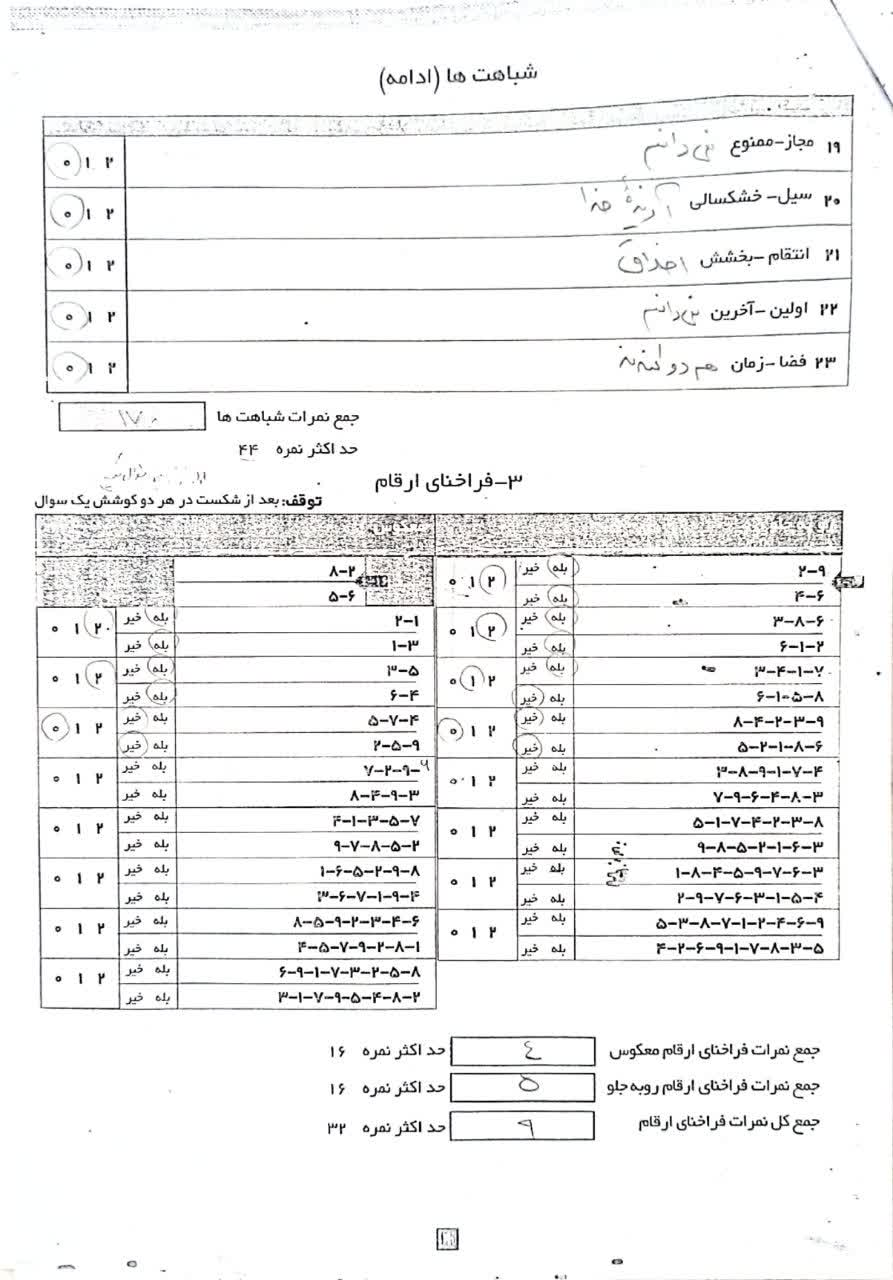 شباهت ها (ادامه)
۱۹ مجاز-ممنوع نمی دانم ۲ ۱ ۰
۲۰ سیل- خشکسالی آفریدهٔ خدا ۲ ۱ ۰
۲۱ انتقام -بخشش اخلاق ۲ ۱ ۰
۲۲ اولین -آخرین نمی دانم ۲ ۱ ۰
۲۳ فضا -زمان هم دو ۲ ۱ ۰
جمع نمرات شباهت ها ۱۷
حد اکثر نمره ۴۴
۳-فراخنای ارقام
توقف: بعد از شکست در هر دو کوشش یک سوال
۲-۹ بله خیر ۲ ۱ ۰
۴-۶ بله خیر
۳-۸-۶ بله خیر ۲ ۱ ۰
۶-۱-۲ بله خیر
۳-۴-۱-۷ بله خیر ۲ ۱ ۰
۶-۱-۵-۸ بله خیر
۸-۴-۲-۳-۹ بله خیر ۲ ۱ ۰
۵-۲-۱-۸-۶ بله خیر
۳-۸-۹-۱-۷-۴ بله خیر ۲ ۱ ۰
۷-۹-۶-۴-۸-۳ بله خیر
۵-۱-۷-۴-۲-۳-۸ بله خیر ۲ ۱ ۰
۹-۸-۵-۲-۱-۶-۳ بله خیر
۱-۸-۴-۵-۹-۷-۶-۳ بله خیر ۲ ۱ ۰
۲-۹-۷-۶-۳-۱-۵-۴ بله خیر
۵-۳-۸-۷-۱-۲-۴-۶-۹ بله خیر ۲ ۱ ۰
۴-۲-۶-۹-۱-۷-۸-۳-۵ بله خیر
۸-۲
۵-۶
۲-۱ بله خیر ۲ ۱ ۰
۱-۳ بله خیر
۳-۵ بله خیر ۲ ۱ ۰
۶-۴ بله خیر
۵-۷-۴ بله خیر ۲ ۱ ۰
۲-۵-۹ بله خیر
۷-۲-۹-۶ بله خیر ۲ ۱ ۰
۸-۴-۹-۳ بله خیر
۴-۱-۳-۵-۷ بله خیر ۲ ۱ ۰
۹-۷-۸-۵-۲ بله خیر
۱-۶-۵-۲-۹-۸ بله خیر ۲ ۱ ۰
۳-۶-۷-۱-۹-۴ بله خیر
۸-۵-۹-۲-۳-۴-۶ بله خیر ۲ ۱ ۰
۴-۵-۷-۹-۲-۸-۱ بله خیر
۶-۹-۱-۷-۳-۲-۵-۸ بله خیر ۲ ۱ ۰
۳-۱-۷-۹-۵-۴-۸-۲ بله خیر
جمع نمرات فراخنای ارقام معکوس ٤ حد اکثر نمره ۱۶
جمع نمرات فراخنای ارقام روبه جلو ۵ حد اکثر نمره ۱۶
جمع کل نمرات فراخنای ارقام ۹ حد اکثر نمره ۳۲